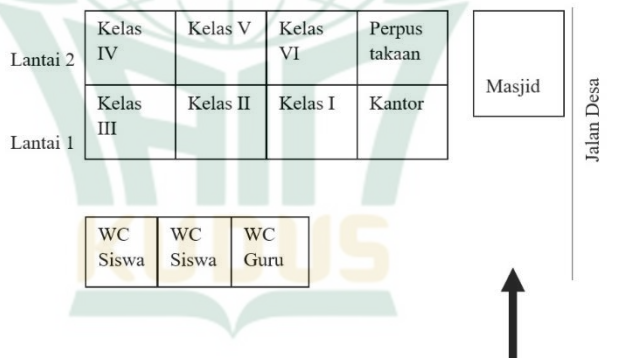 Kelas IV
Kelas V
Kelas VI
Perpus takaan
Lantai 2
Masjid
Kelas III
Kelas II
Kelas I
Kantor
Lantai 1
Jalan Desa
WC Siswa
WC Siswa
WC Guru
KUDUS